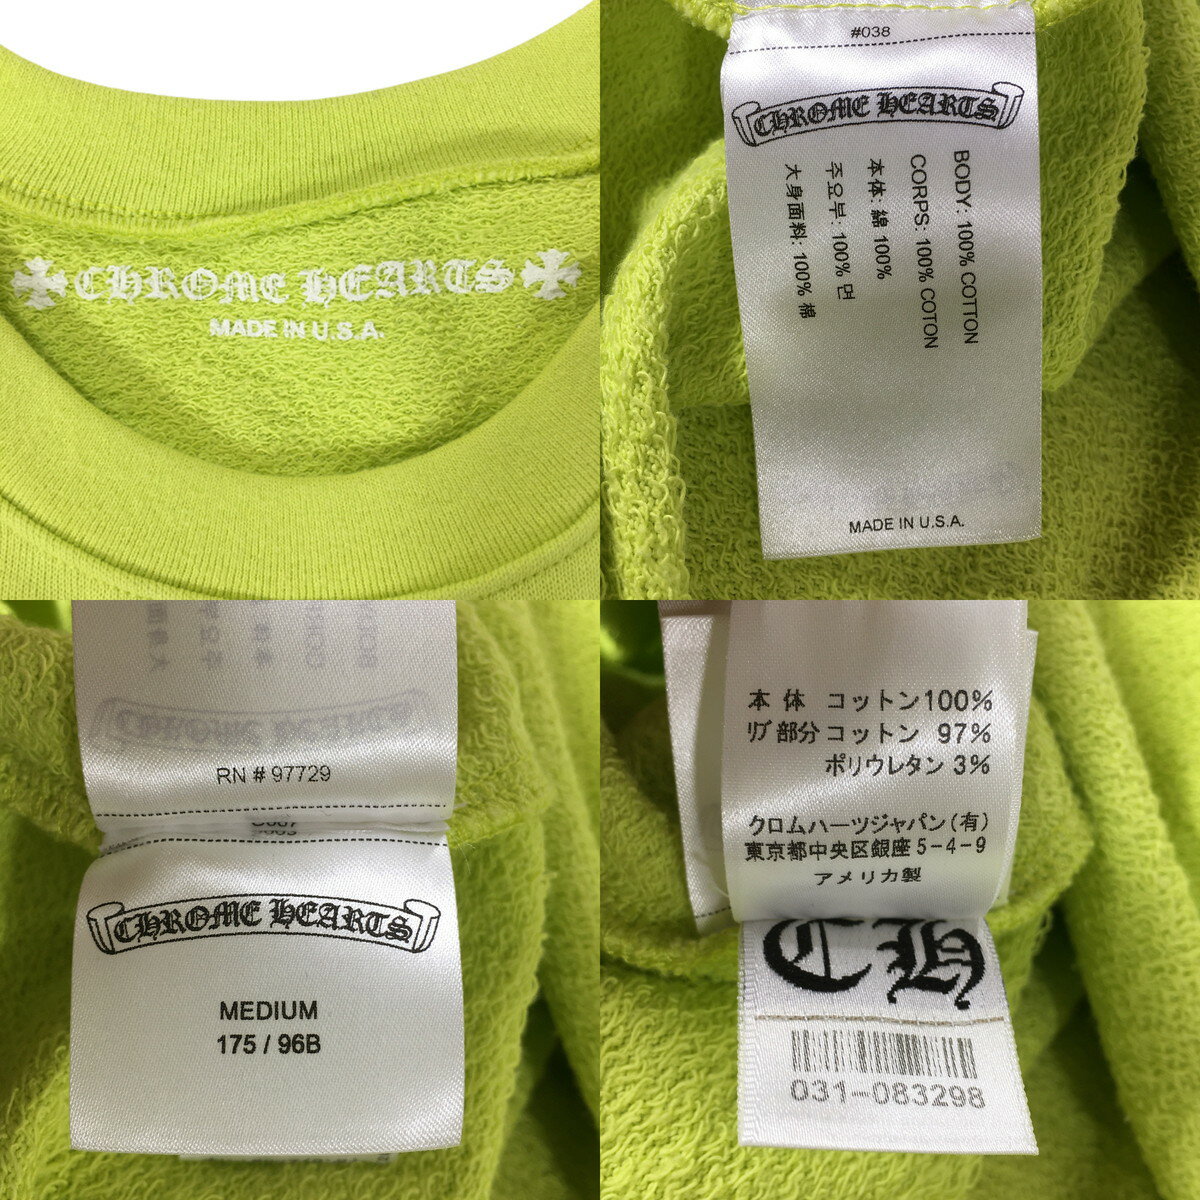 CHROME HEARTS
MADE IN U.S.A.
#038
CHROME HEARTS
BODY: 100% COTTON
CORPS: 100% COTON
本体: 綿 100%
주요부: 100% 면
大身面料: 100% 棉
MADE IN U.S.A.
RN # 97729
CHROME HEARTS
MEDIUM
175 / 96B
本体 コットン100%
ﾘﾌﾞ部分コットン 97%
ポリウレタン 3%
クロムハーツジャパン(有)
東京都中央区銀座5-4-9
アメリカ製
CH
031-083298